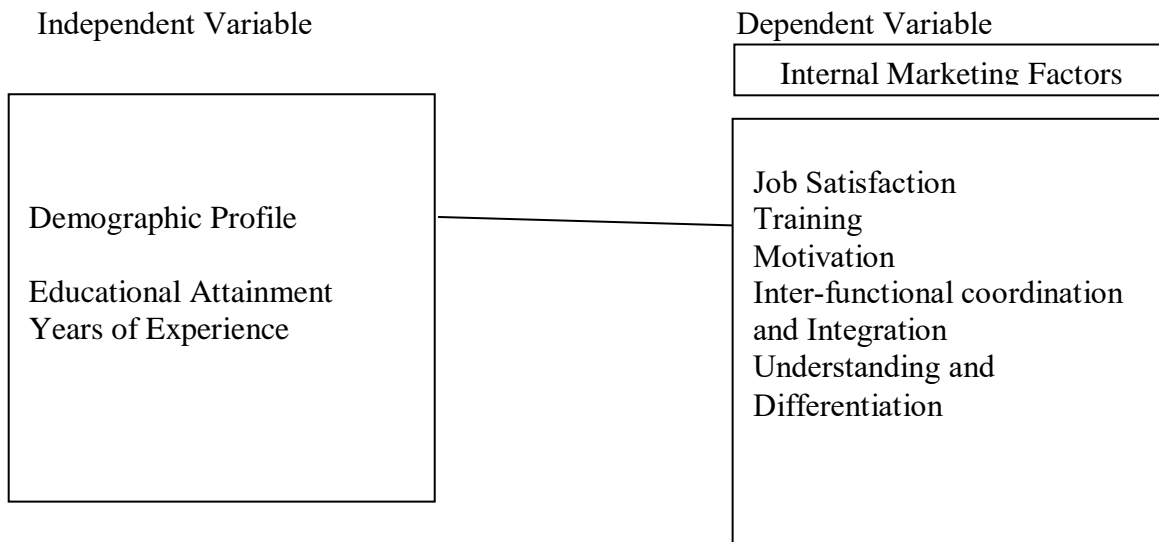 Independent Variable
Dependent Variable
Internal Marketing Factors
Demographic Profile
Educational Attainment
Years of Experience
Job Satisfaction
Training
Motivation
Inter-functional coordination
and Integration
Understanding and
Differentiation